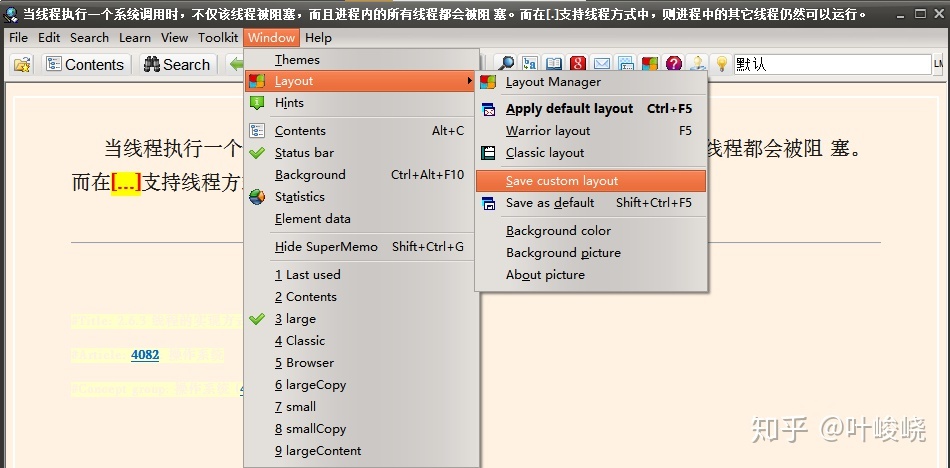 当线程执行一个系统调用时，不仅该线程被阻塞，而且进程内的所有线程都会被阻 塞。而在[.]支持线程方式中，则进程中的其它线程仍然可以运行。
File Edit Search Learn View Toolkit Window Help
Contents Search 默认
Themes
Layout
Hints
Contents Alt+C
Status bar
Background Ctrl+Alt+F10
Statistics
Element data
Hide SuperMemo Shift+Ctrl+G
1 Last used
2 Contents
3 large
4 Classic
5 Browser
6 largeCopy
7 small
8 smallCopy
9 largeContent
Layout Manager
Apply default layout Ctrl+F5
Warrior layout F5
Classic layout
Save custom layout
Save as default Shift+Ctrl+F5
Background color
Background picture
About picture
当线程执行一个
线程都会被阻 塞。
而在[...]支持线程方
4082
知乎 @叶峻峣